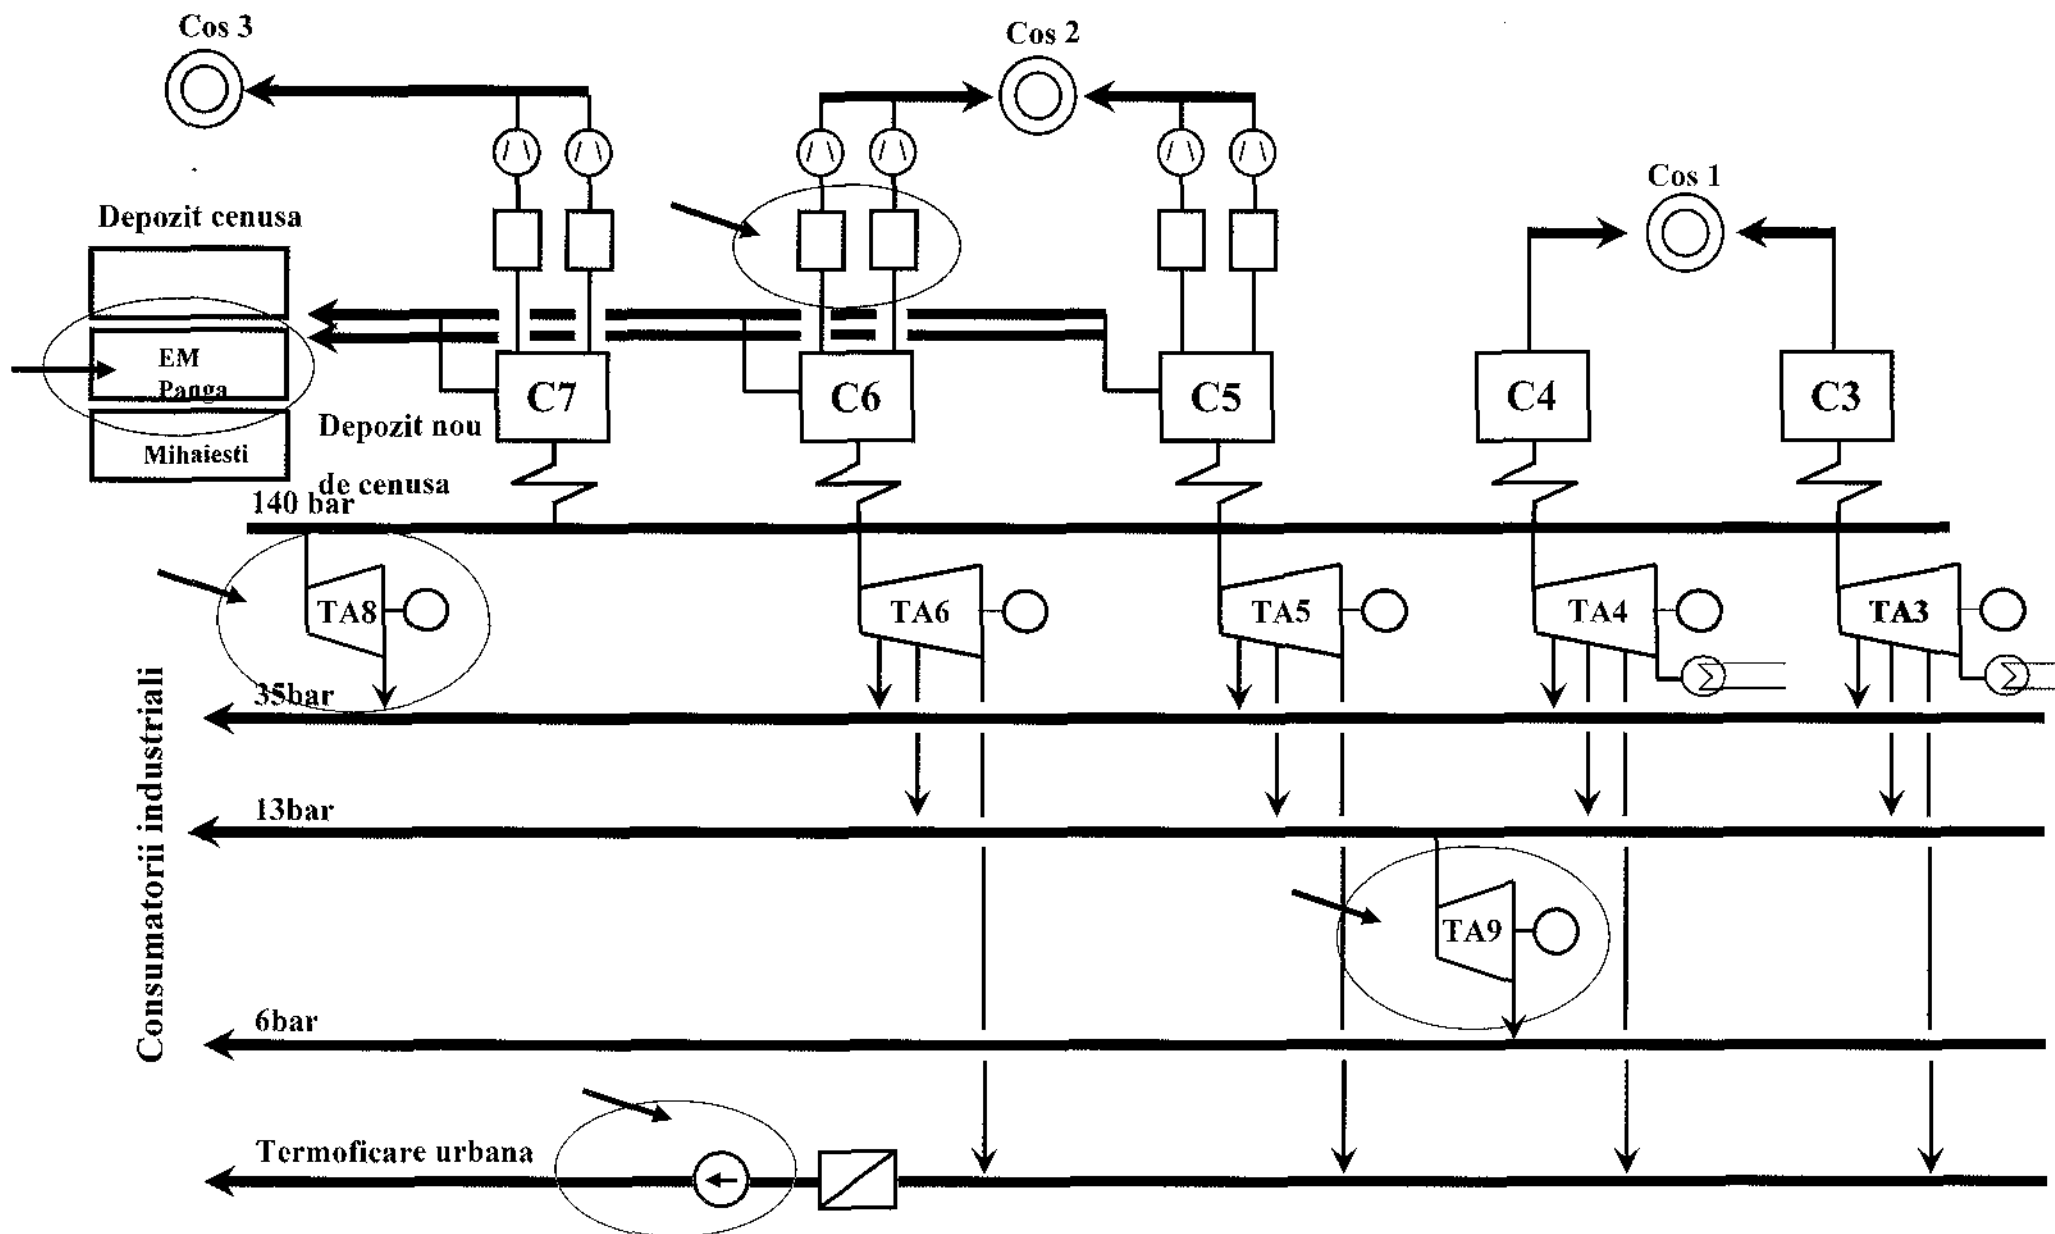 Cos 3
Cos 2
Cos 1
Depozit cenusa
EM
Panga
Mihaiesti
Depozit nou
de cenusa
C7
C6
C5
C4
C3
140 bar
TA8
TA6
TA5
TA4
TA3
35bar
13bar
TA9
6bar
Consumatorii industriali
Termoficare urbana